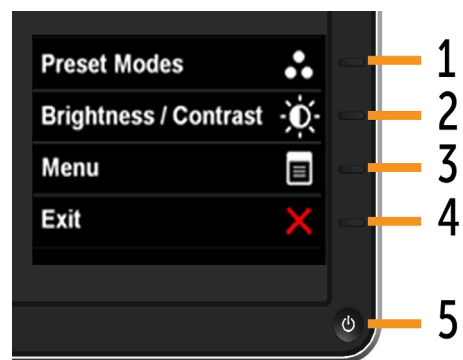 Preset Modes 1
Brightness / Contrast 2
Menu 3
Exit 4
5